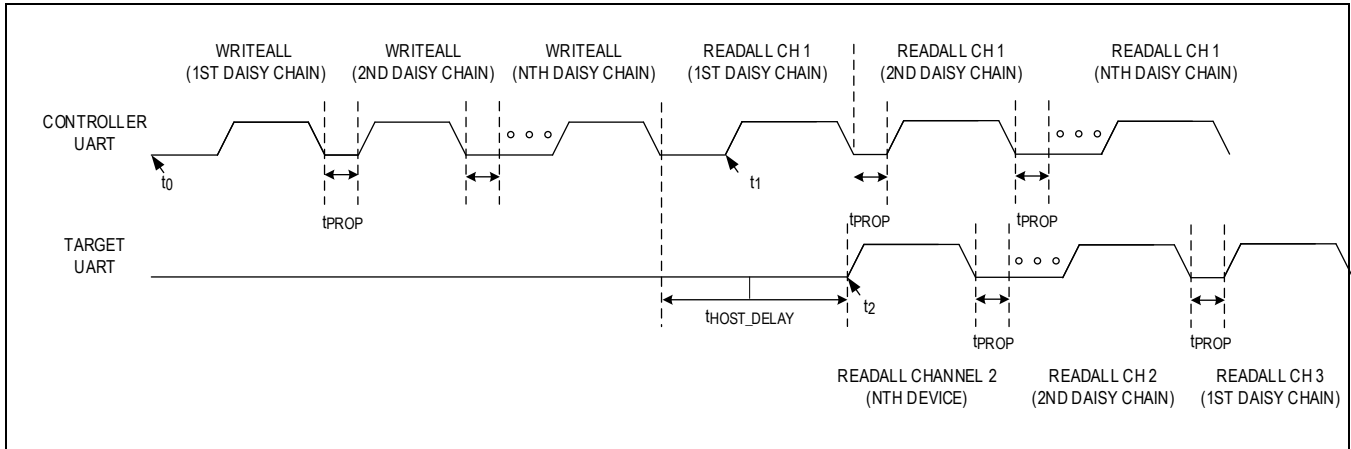 WRITEALL
(1ST DAISY CHAIN)
WRITEALL
(2ND DAISY CHAIN)
WRITEALL
(NTH DAISY CHAIN)
READALL CH 1
(1ST DAISY CHAIN)
READALL CH 1
(2ND DAISY CHAIN)
READALL CH 1
(NTH DAISY CHAIN)
CONTROLLER
UART
t0
t1
tPROP
tPROP
tPROP
TARGET
UART
t2
tHOST_DELAY
tPROP
tPROP
READALL CHANNEL 2
(NTH DEVICE)
READALL CH 2
(2ND DAISY CHAIN)
READALL CH 3
(1ST DAISY CHAIN)